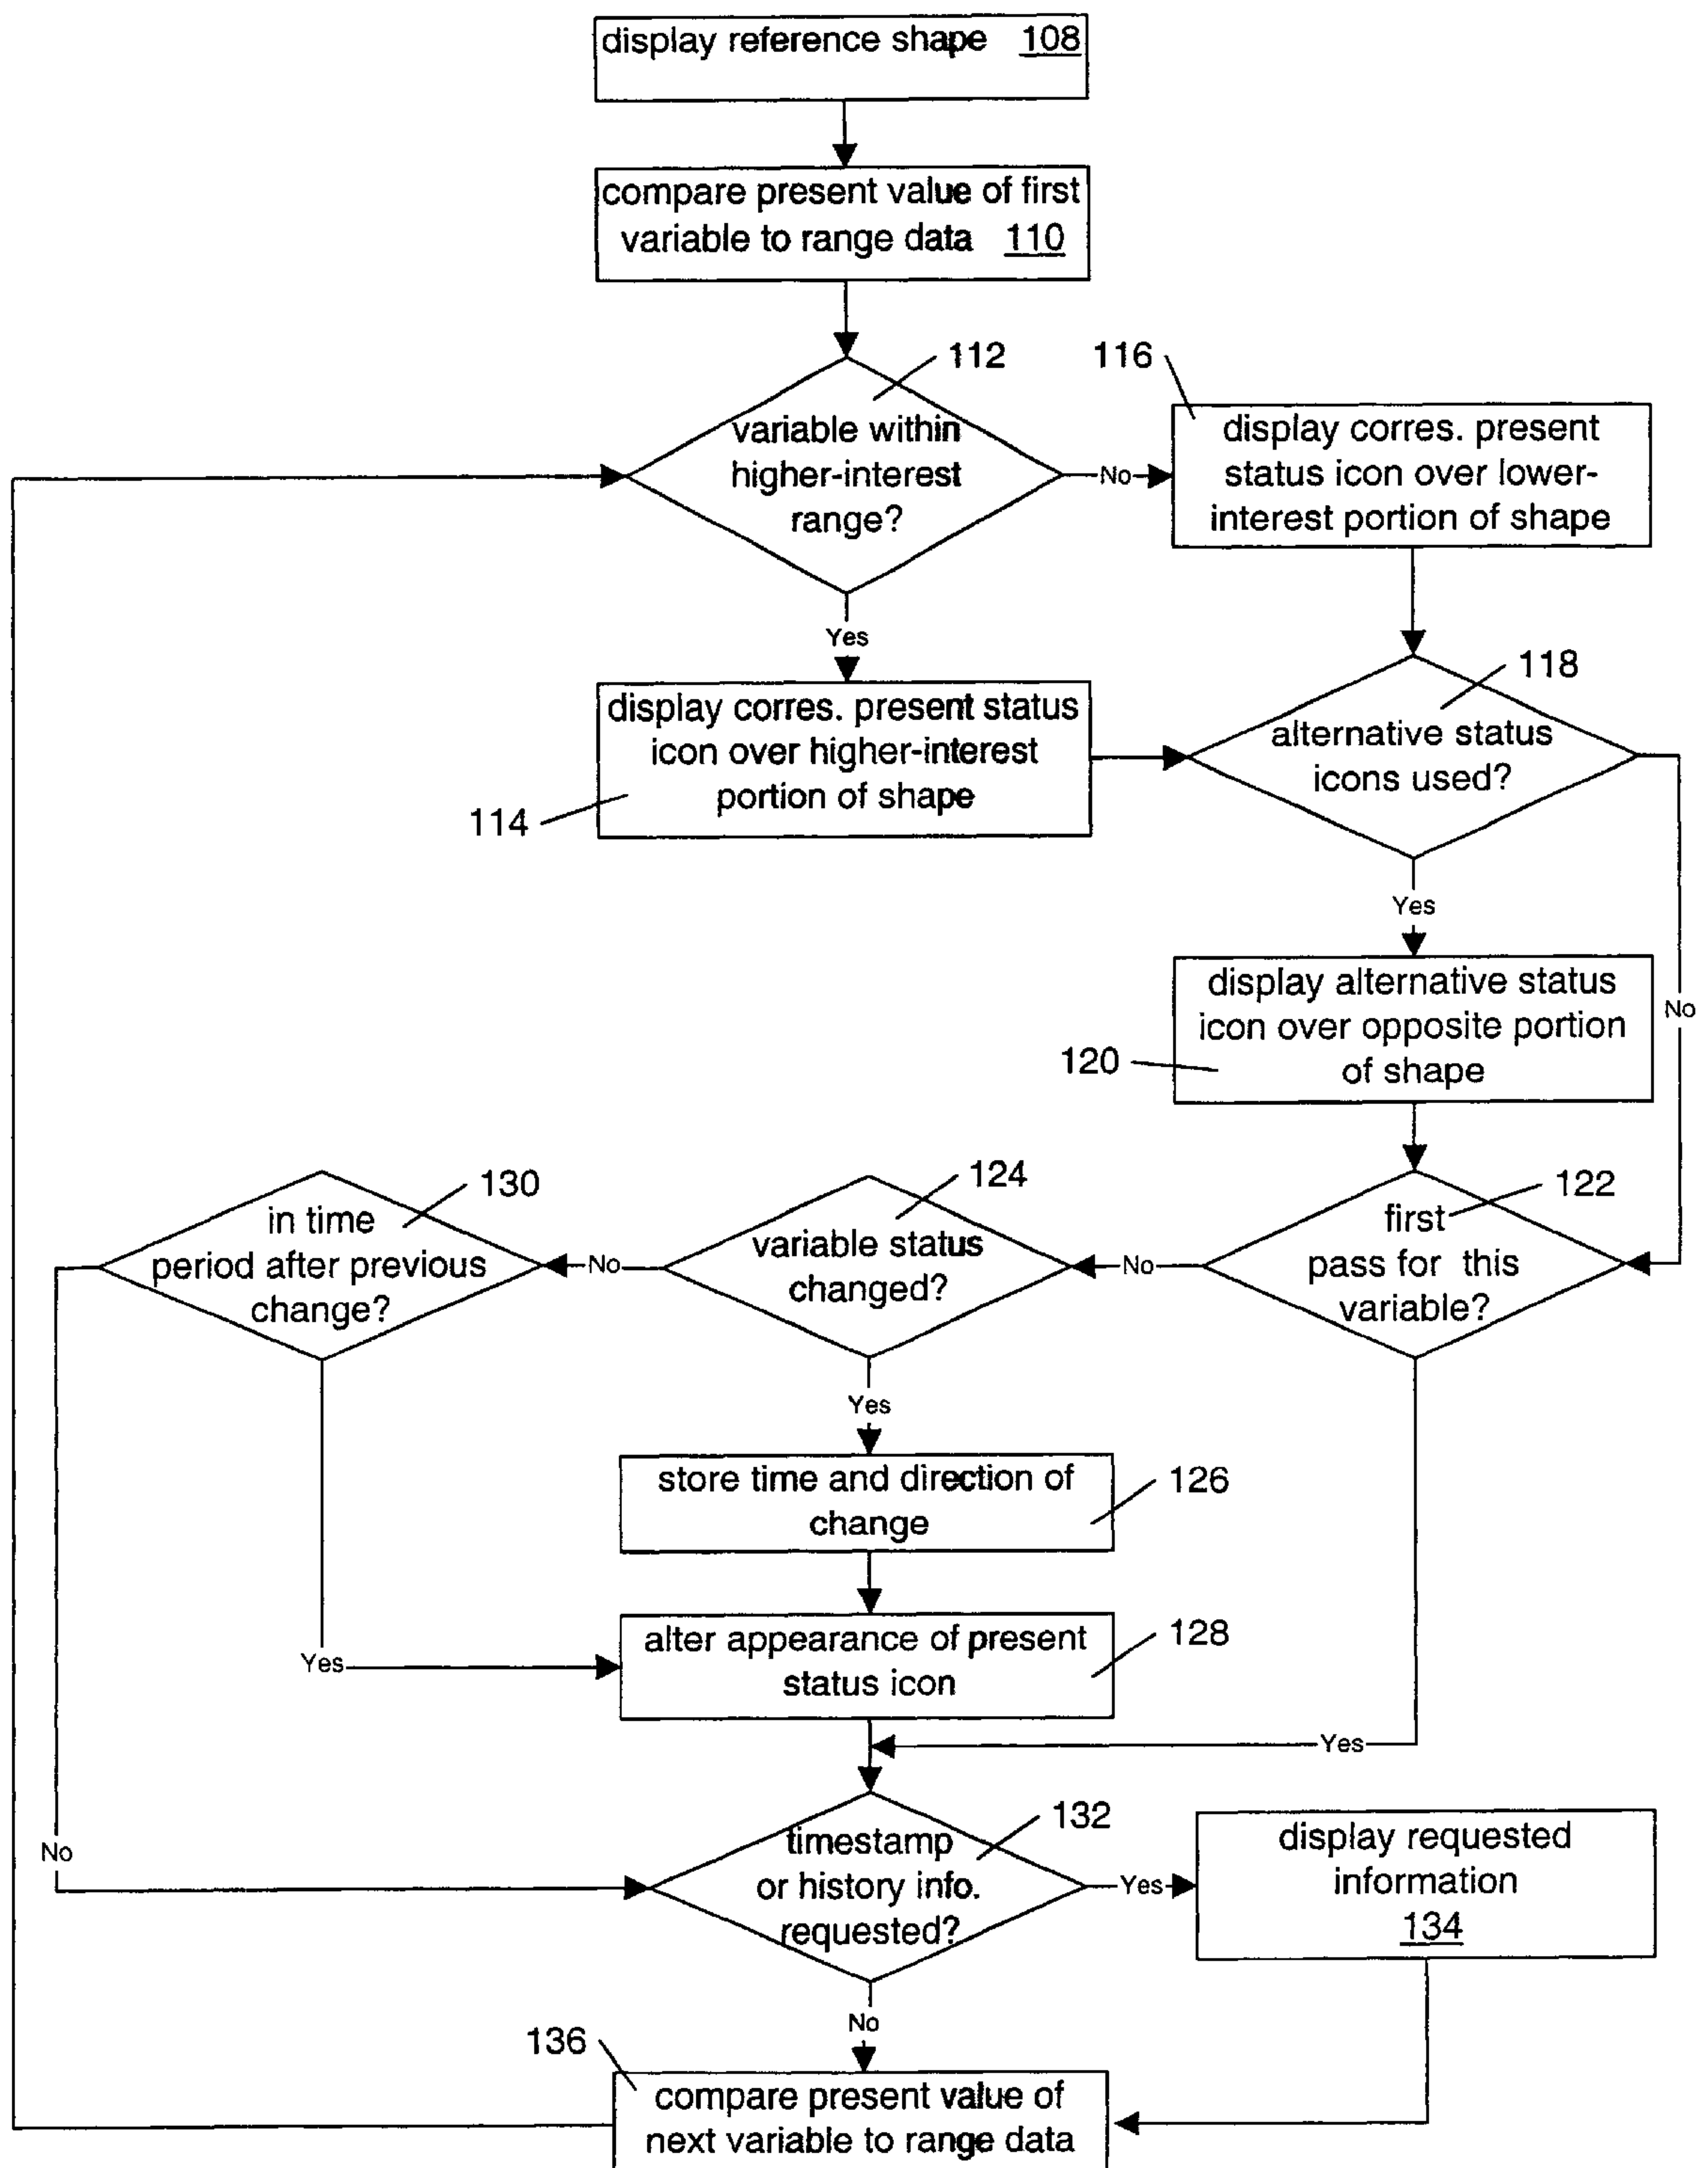 display reference shape 108
compare present value of first
variable to range data 110
112
variable within
higher-interest
range?
No
116
display corres. present
status icon over lower-
interest portion of shape
Yes
display corres. present status
icon over higher-interest
portion of shape
114
118
alternative status
icons used?
Yes
No
display alternative status
icon over opposite portion
of shape
120
122
first
pass for this
variable?
No
124
variable status
changed?
No
130
in time
period after previous
change?
Yes
store time and direction of
change
126
Yes
alter appearance of present
status icon
128
Yes
No
132
timestamp
or history info.
requested?
Yes
display requested
information
134
No
136
compare present value of
next variable to range data